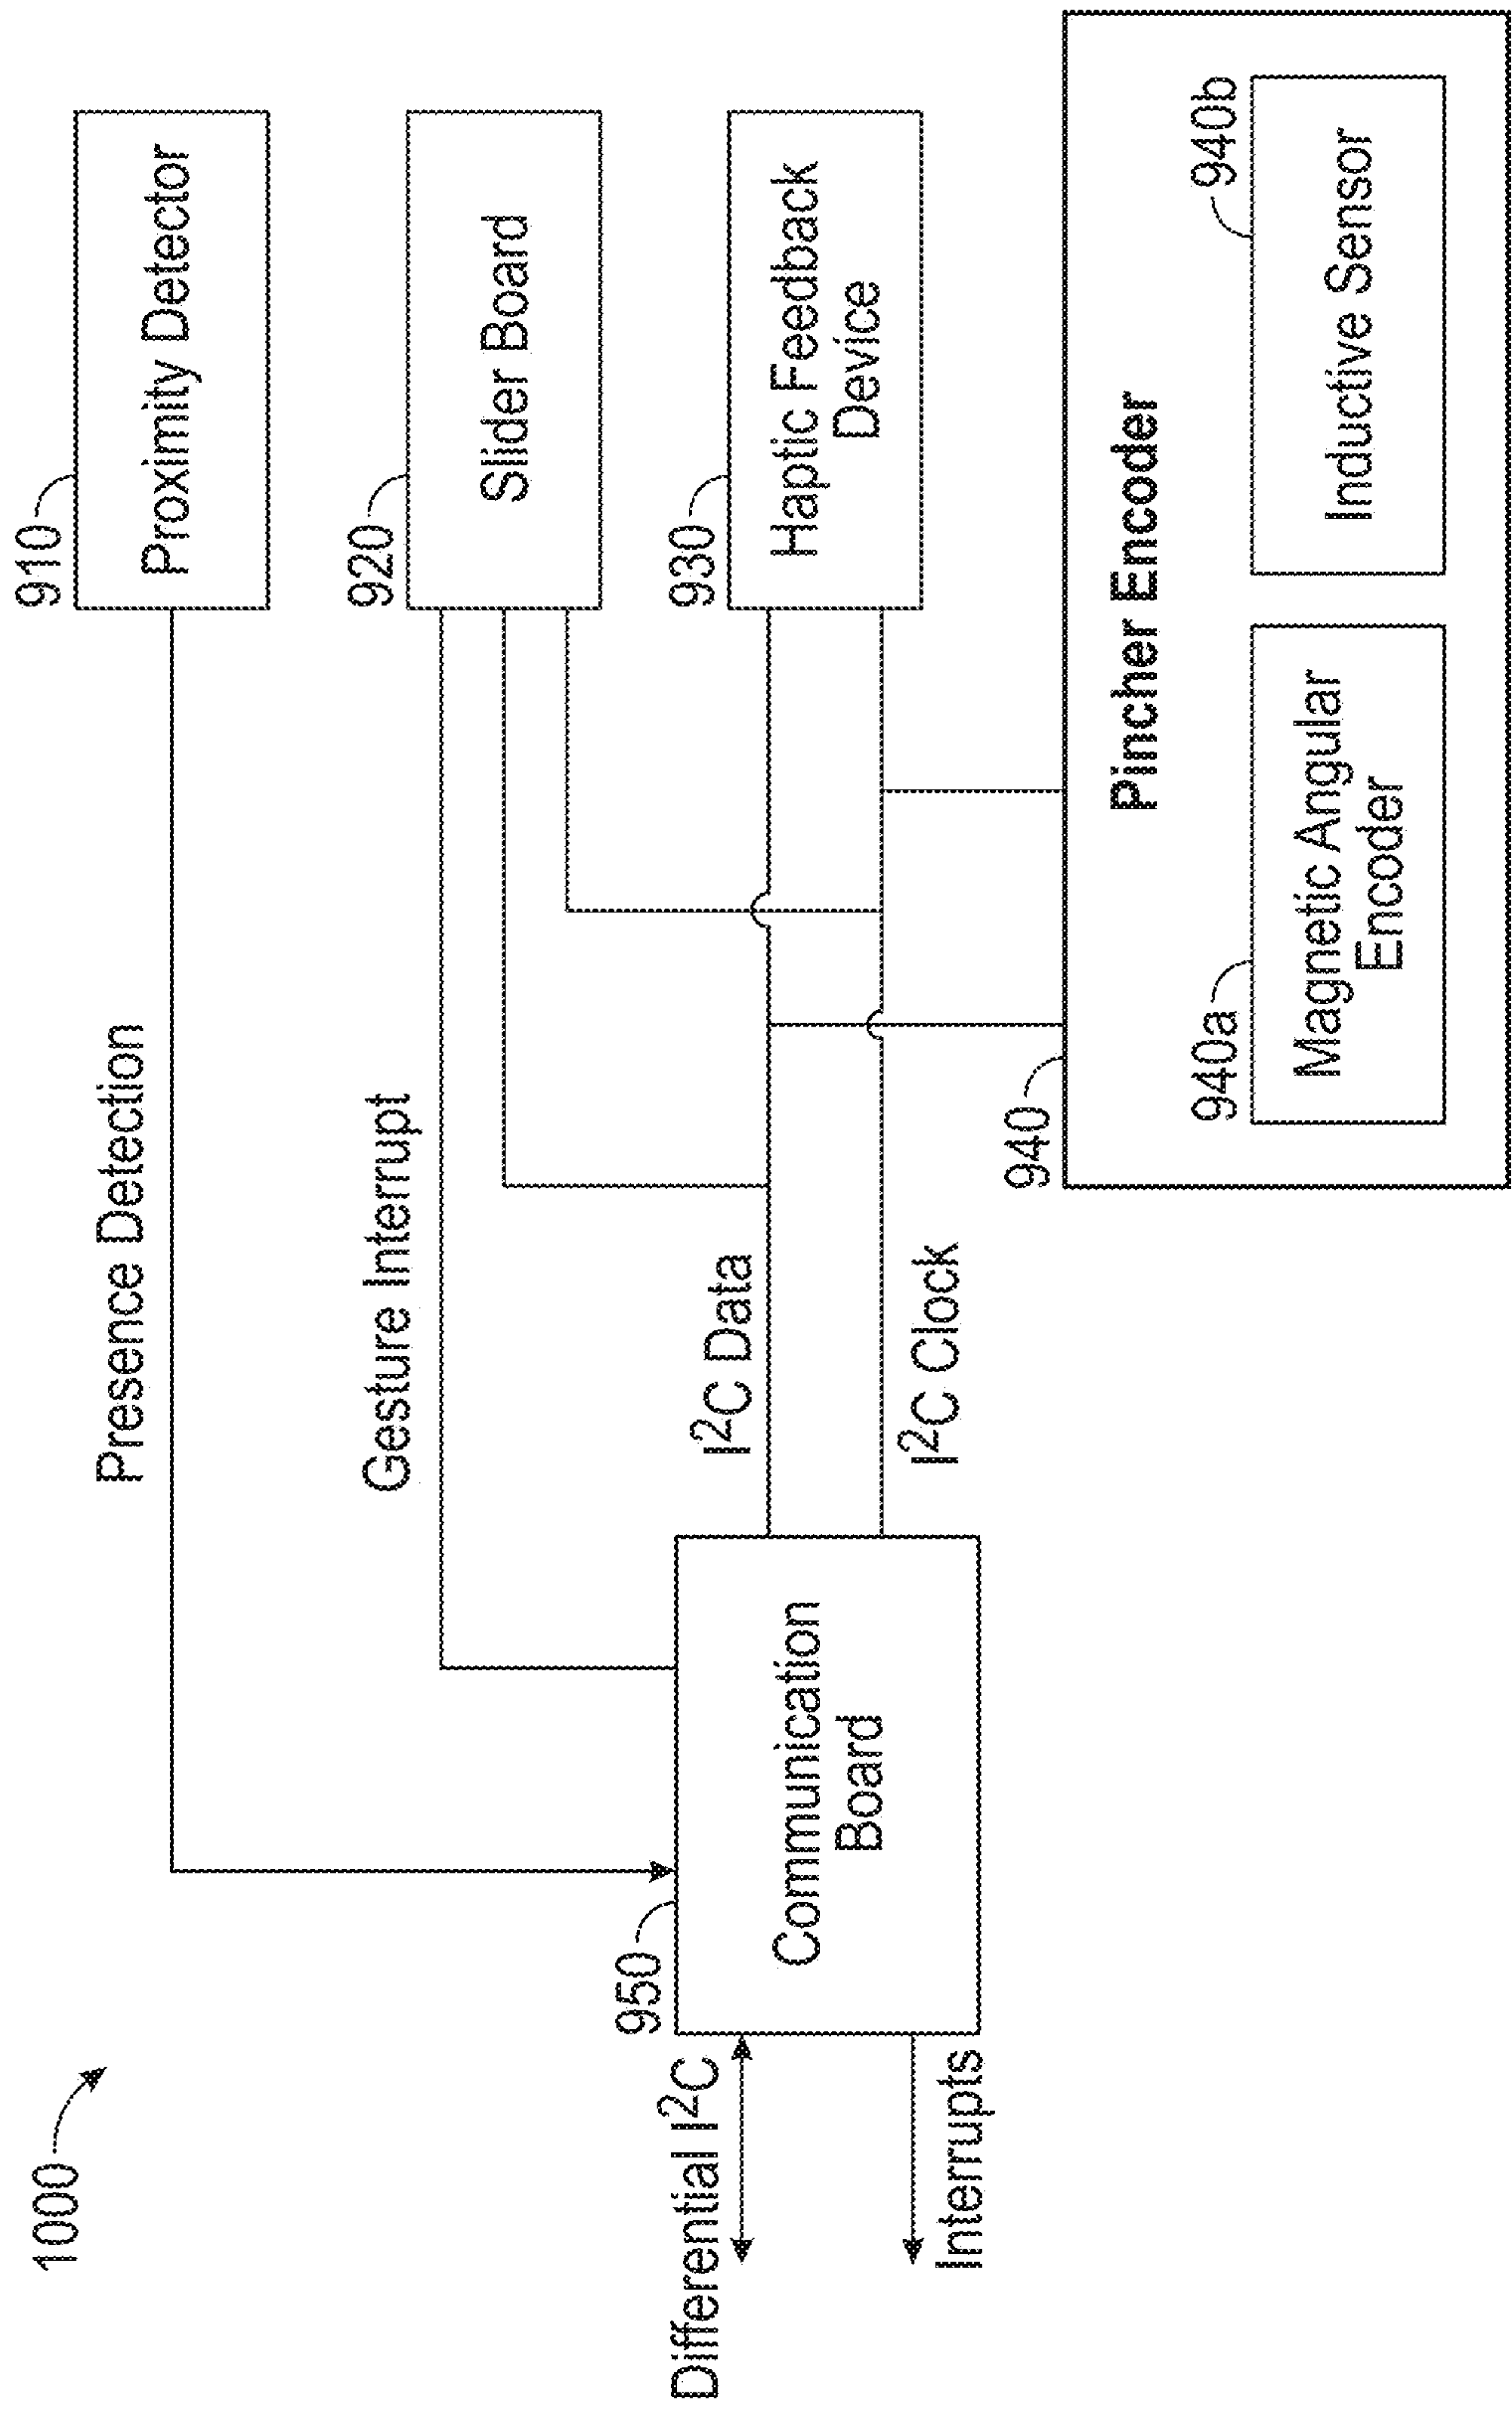 1000
910
Proximity Detector
Presence Detection
920
Slider Board
Gesture Interrupt
930
Haptic Feedback
Device
I²C Data
I²C Clock
950
Communication
Board
Differential I²C
Interrupts
940
Pincher Encoder
940a
Magnetic Angular
Encoder
940b
Inductive Sensor